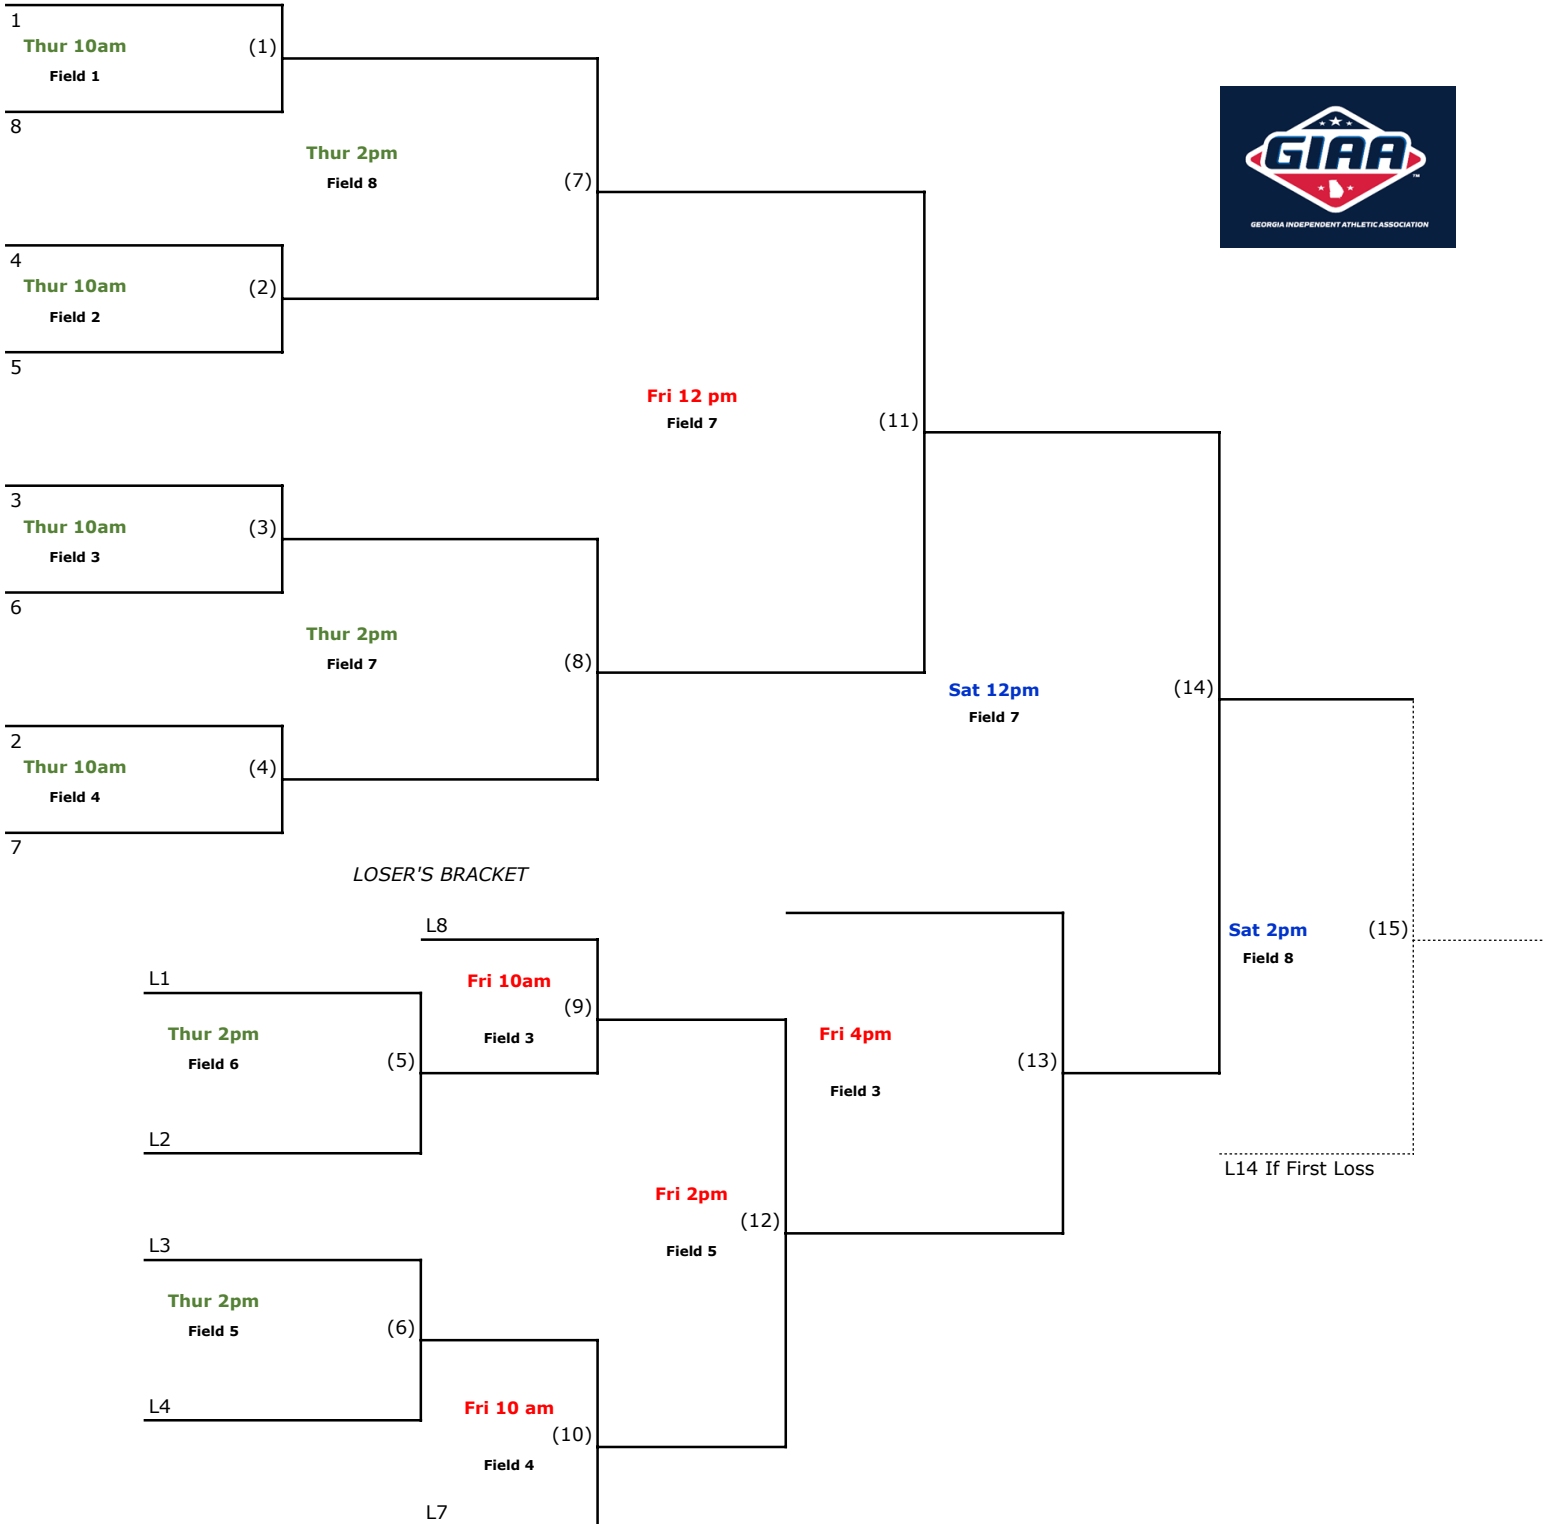 1
Thur 10am
(1)
Field 1
8
Thur 2pm
Field 8
(7)
GIAA
™
GEORGIA INDEPENDENT ATHLETIC ASSOCIATION
4
Thur 10am
(2)
Field 2
5
Fri 12 pm
Field 7
(11)
3
Thur 10am
(3)
Field 3
6
Thur 2pm
Field 7
(8)
Sat 12pm
Field 7
(14)
2
Thur 10am
(4)
Field 4
7
LOSER'S BRACKET
L8
Sat 2pm
Field 8
(15)
L1
Fri 10am
(9)
Field 3
Thur 2pm
Field 6
(5)
Fri 4pm
Field 3
(13)
L2
L14 If First Loss
Fri 2pm
(12)
Field 5
L3
Thur 2pm
Field 5
(6)
L4
Fri 10 am
(10)
Field 4
L7